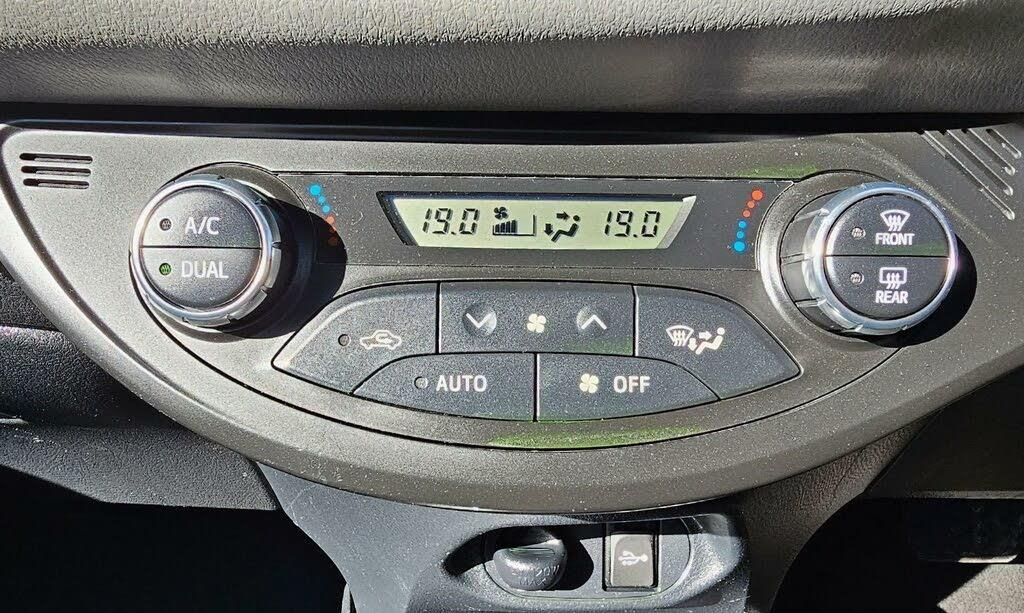 A/C
DUAL
19.0 19.0
FRONT
REAR
AUTO
OFF